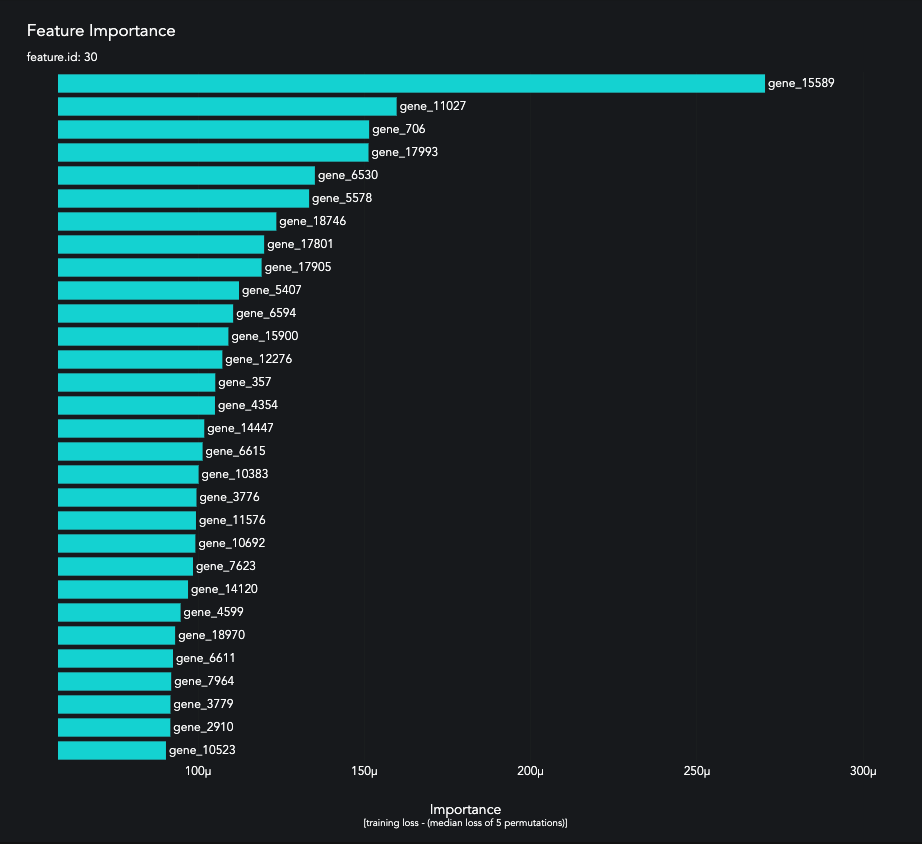 Feature Importance
feature.id: 30
gene_15589
gene_11027
gene_706
gene_17993
gene_6530
gene_5578
gene_18746
gene_17801
gene_17905
gene_5407
gene_6594
gene_15900
gene_12276
gene_357
gene_4354
gene_14447
gene_6615
gene_10383
gene_3776
gene_11576
gene_10692
gene_7623
gene_14120
gene_4599
gene_18970
gene_6611
gene_7964
gene_3779
gene_2910
gene_10523
100μ 150μ 200μ 250μ 300μ
Importance
[training loss - (median loss of 5 permutations)]